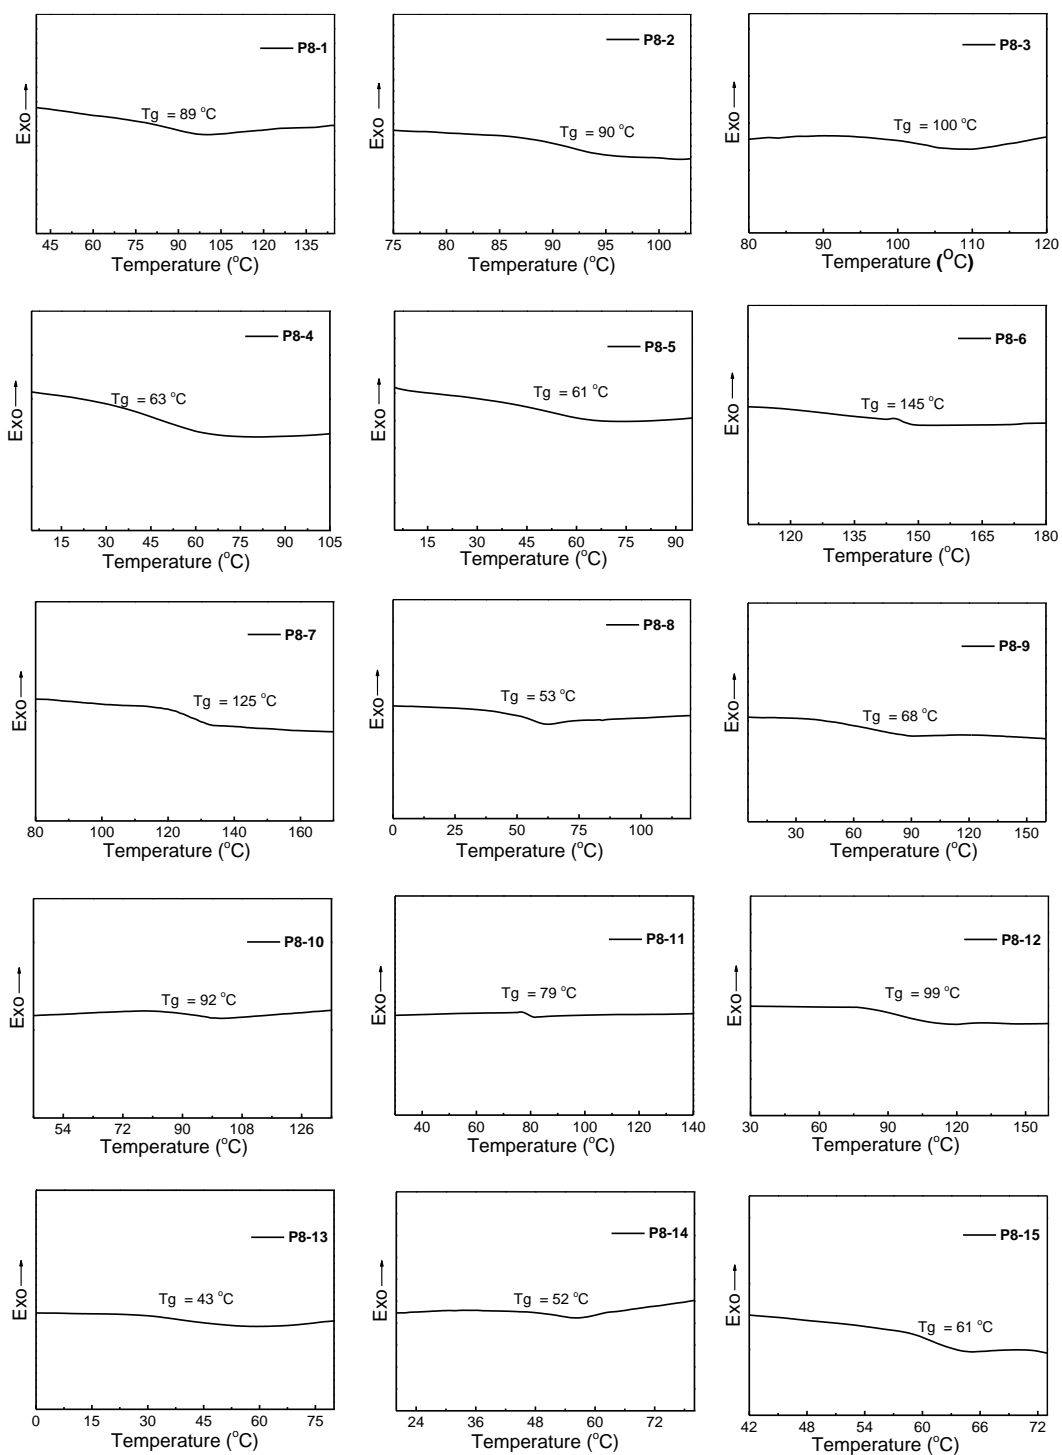 P8-1
Tg = 89 °C
Exo
45 60 75 90 105 120 135
Temperature (°C)
P8-2
Tg = 90 °C
Exo
75 80 85 90 95 100
Temperature (°C)
P8-3
Tg = 100 °C
Exo
80 90 100 110 120
Temperature (°C)
P8-4
Tg = 63 °C
Exo
15 30 45 60 75 90 105
Temperature (°C)
P8-5
Tg = 61 °C
Exo
15 30 45 60 75 90
Temperature (°C)
P8-6
Tg = 145 °C
Exo
120 135 150 165 180
Temperature (°C)
P8-7
Tg = 125 °C
Exo
80 100 120 140 160
Temperature (°C)
P8-8
Tg = 53 °C
Exo
0 25 50 75 100
Temperature (°C)
P8-9
Tg = 68 °C
Exo
30 60 90 120 150
Temperature (°C)
P8-10
Tg = 92 °C
Exo
54 72 90 108 126
Temperature (°C)
P8-11
Tg = 79 °C
Exo
40 60 80 100 120 140
Temperature (°C)
P8-12
Tg = 99 °C
Exo
30 60 90 120 150
Temperature (°C)
P8-13
Tg = 43 °C
Exo
0 15 30 45 60 75
Temperature (°C)
P8-14
Tg = 52 °C
Exo
24 36 48 60 72
Temperature (°C)
P8-15
Tg = 61 °C
Exo
42 48 54 60 66 72
Temperature (°C)